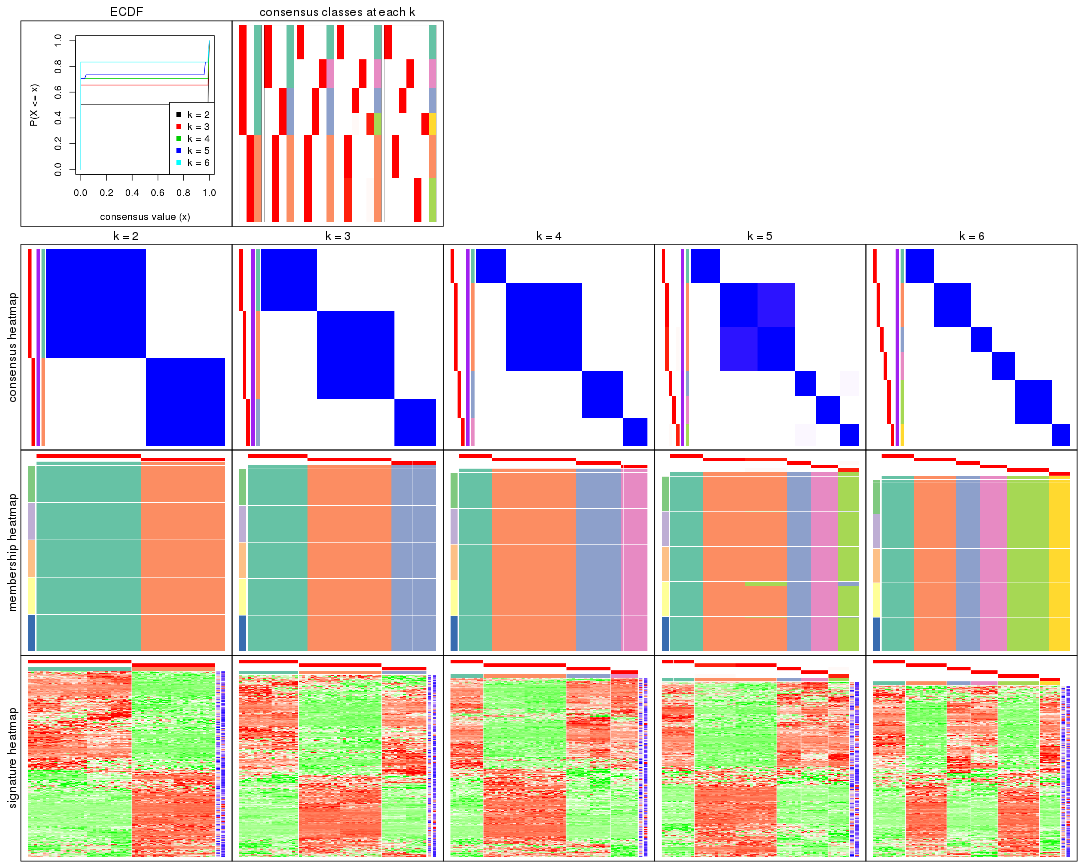 ECDF
consensus classes at each k
P(X <= x)
1.0
0.8
0.6
0.4
0.2
0.0
k = 2
k = 3
k = 4
k = 5
k = 6
0.0 0.2 0.4 0.6 0.8 1.0
consensus value (x)
k = 2
k = 3
k = 4
k = 5
k = 6
consensus heatmap
membership heatmap
signature heatmap